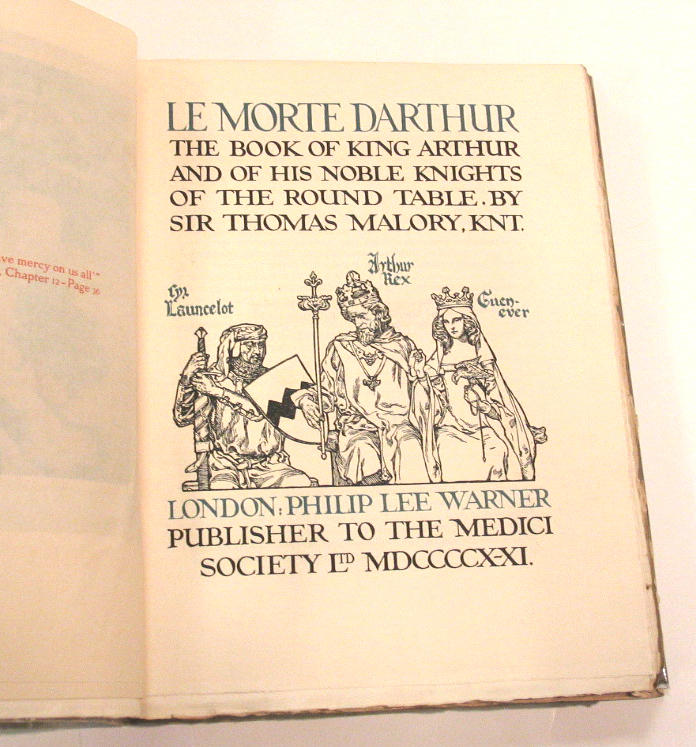 ve mercy on us all'"
Chapter 12-Page 36
LE MORTE DARTHUR
THE BOOK OF KING ARTHUR
AND OF HIS NOBLE KNIGHTS
OF THE ROUND TABLE. BY
SIR THOMAS MALORY, KNT.
Arthur
Rex
Syr
Launcelot
Guen-
ever
LONDON: PHILIP LEE WARNER
PUBLISHER TO THE MEDICI
SOCIETY LTD MDCCCCX-XI.